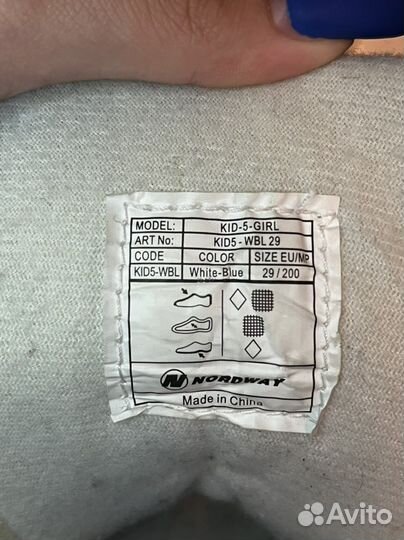 MODEL: KID-5-GIRL
ART No: KID5 - WBL 29
CODE COLOR SIZE EU/MP
KID5-WBL White-Blue 29 / 200
NORDWAY
Made in China
Avito